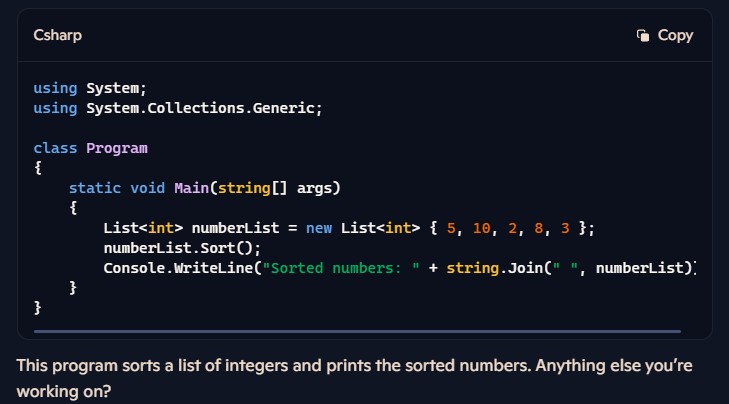 Csharp
Copy
using System;
using System.Collections.Generic;
class Program
{
static void Main(string[] args)
{
List<int> numberList = new List<int> { 5, 10, 2, 8, 3 };
numberList.Sort();
Console.WriteLine("Sorted numbers: " + string.Join(" ", numberList))
}
}
This program sorts a list of integers and prints the sorted numbers. Anything else you’re
working on?